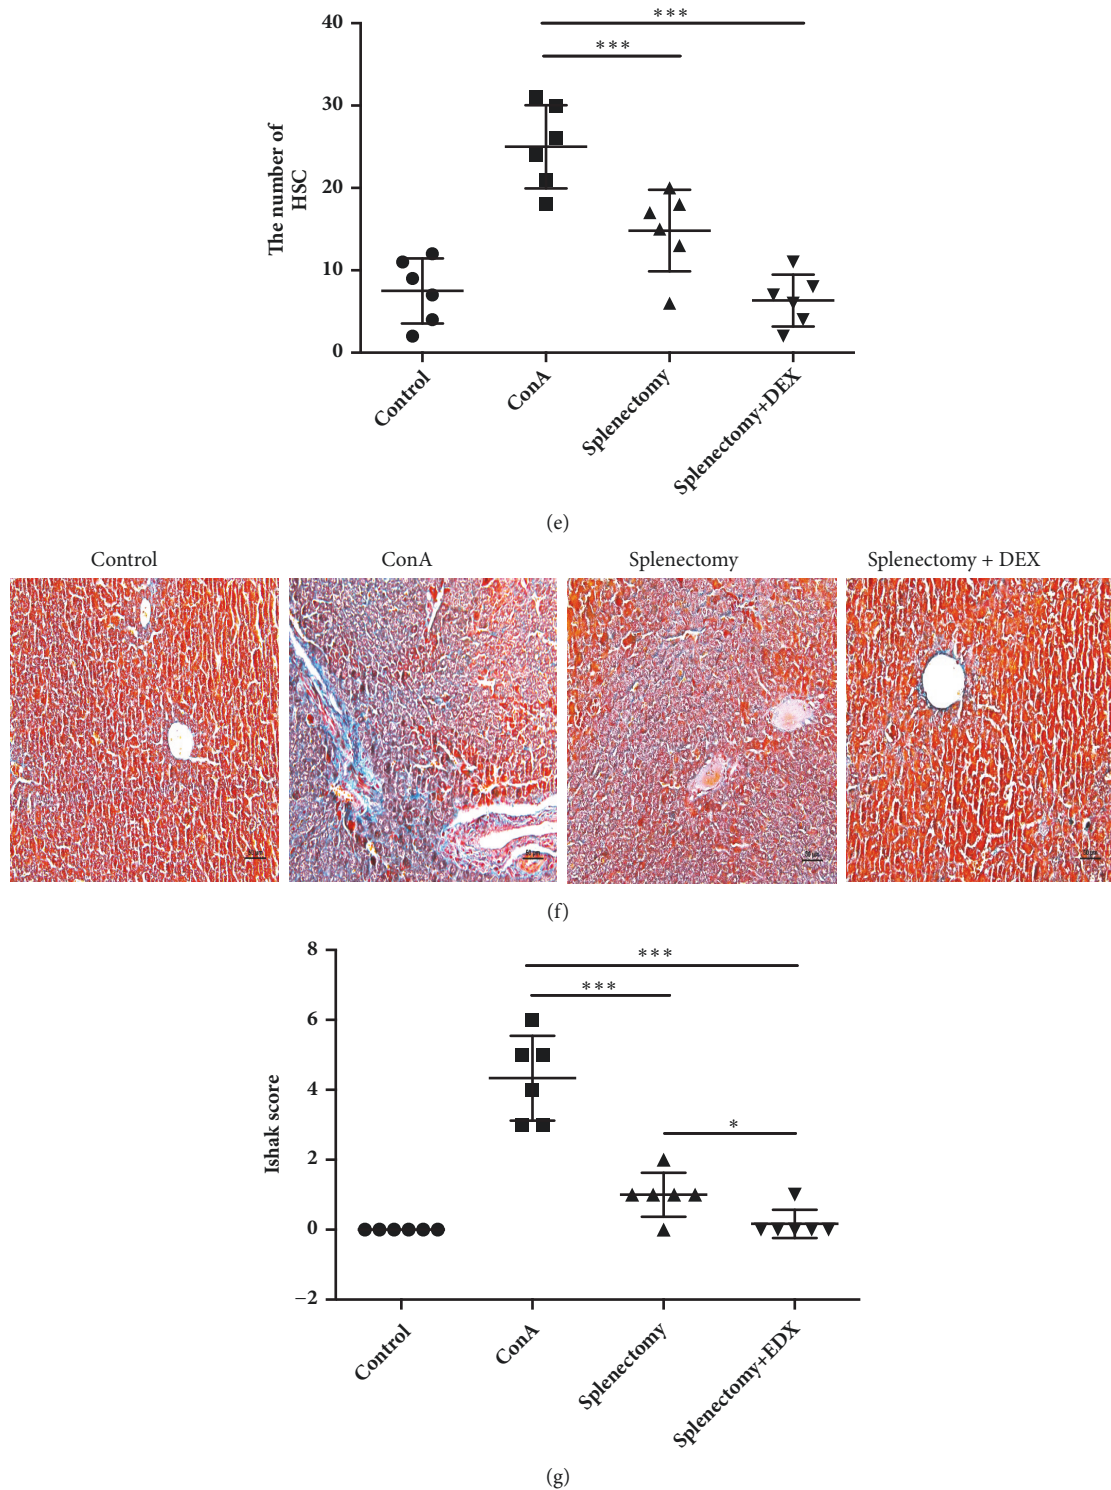 40
30
20
10
0
The number of
HSC
***
***
Control
ConA
Splenectomy
Splenectomy+DEX
(e)
Control ConA Splenectomy Splenectomy + DEX
(f)
8
6
4
2
0
−2
Ishak score
***
***
*
Control
ConA
Splenectomy
Splenectomy+EDX
(g)